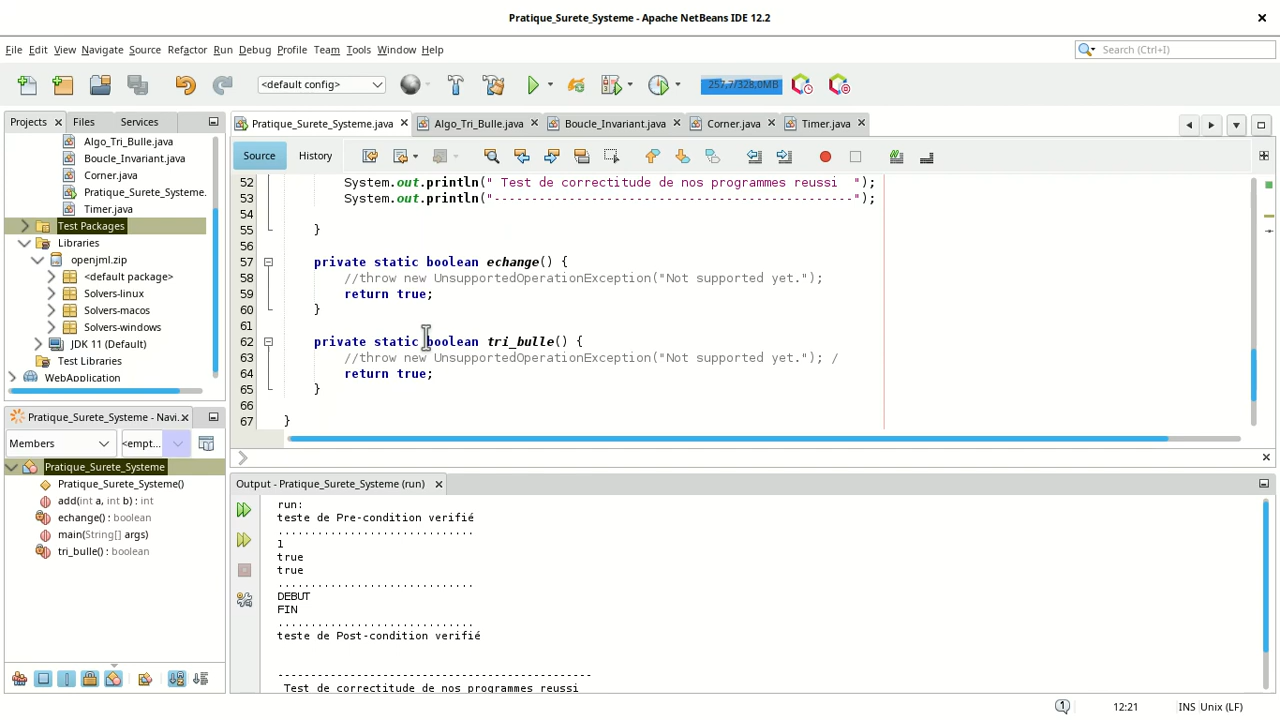 Pratique_Surete_Systeme - Apache NetBeans IDE 12.2
File Edit View Navigate Source Refactor Run Debug Profile Team Tools Window Help
Search (Ctrl+I)
<default config>
257,7/328,0MB
Projects Files Services
Pratique_Surete_Systeme.java Algo_Tri_Bulle.java Boucle_Invariant.java Corner.java Timer.java
Source History
Algo_Tri_Bulle.java
Boucle_Invariant.java
Corner.java
Pratique_Surete_Systeme.
Timer.java
Test Packages
Libraries
openjml.zip
<default package>
Solvers-linux
Solvers-macos
Solvers-windows
JDK 11 (Default)
Test Libraries
WebApplication
52 System.out.println(" Test de correctitude de nos programmes reussi  ");
53 System.out.println("------------------------------------------------");
54
55 }
56
57 private static boolean echange() {
58 //throw new UnsupportedOperationException("Not supported yet.");
59 return true;
60 }
61
62 private static boolean tri_bulle() {
63 //throw new UnsupportedOperationException("Not supported yet."); /
64 return true;
65 }
66
67 }
Pratique_Surete_Systeme - Navi...
Members <empt...
Pratique_Surete_Systeme
Pratique_Surete_Systeme()
add(int a, int b) : int
echange() : boolean
main(String[] args)
tri_bulle() : boolean
Output - Pratique_Surete_Systeme (run)
run:
teste de Pre-condition verifié
..............................
1
true
true
..............................
DEBUT
FIN
..............................
teste de Post-condition verifié
------------------------------------------------
Test de correctitude de nos programmes reussi
1 12:21 INS Unix (LF)